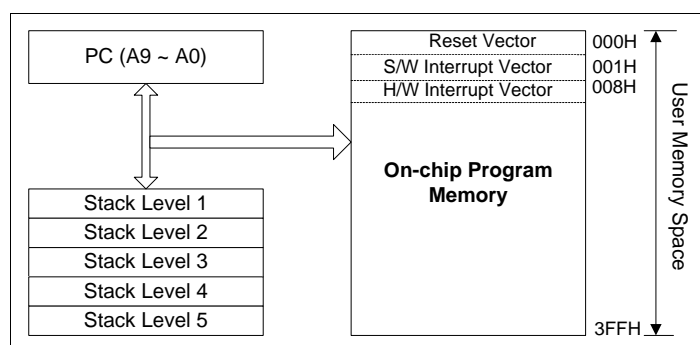 PC (A9 ~ A0)
Stack Level 1
Stack Level 2
Stack Level 3
Stack Level 4
Stack Level 5
Reset Vector
000H
S/W Interrupt Vector
001H
H/W Interrupt Vector
008H
On-chip Program
Memory
3FFH
User Memory Space